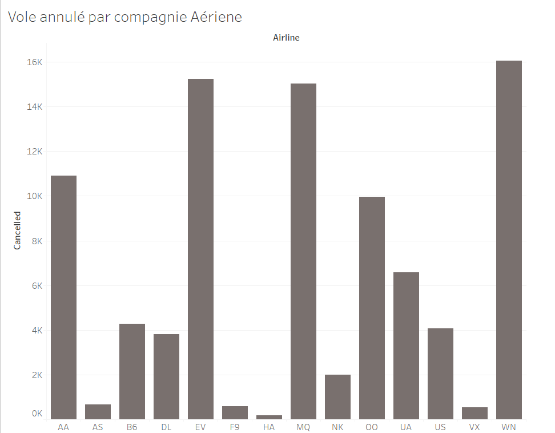 Vole annulé par compagnie Aériene
Airline
16K
14K
12K
10K
8K
6K
4K
2K
0K
Cancelled
AA AS B6 DL EV F9 HA MQ NK OO UA US VX WN